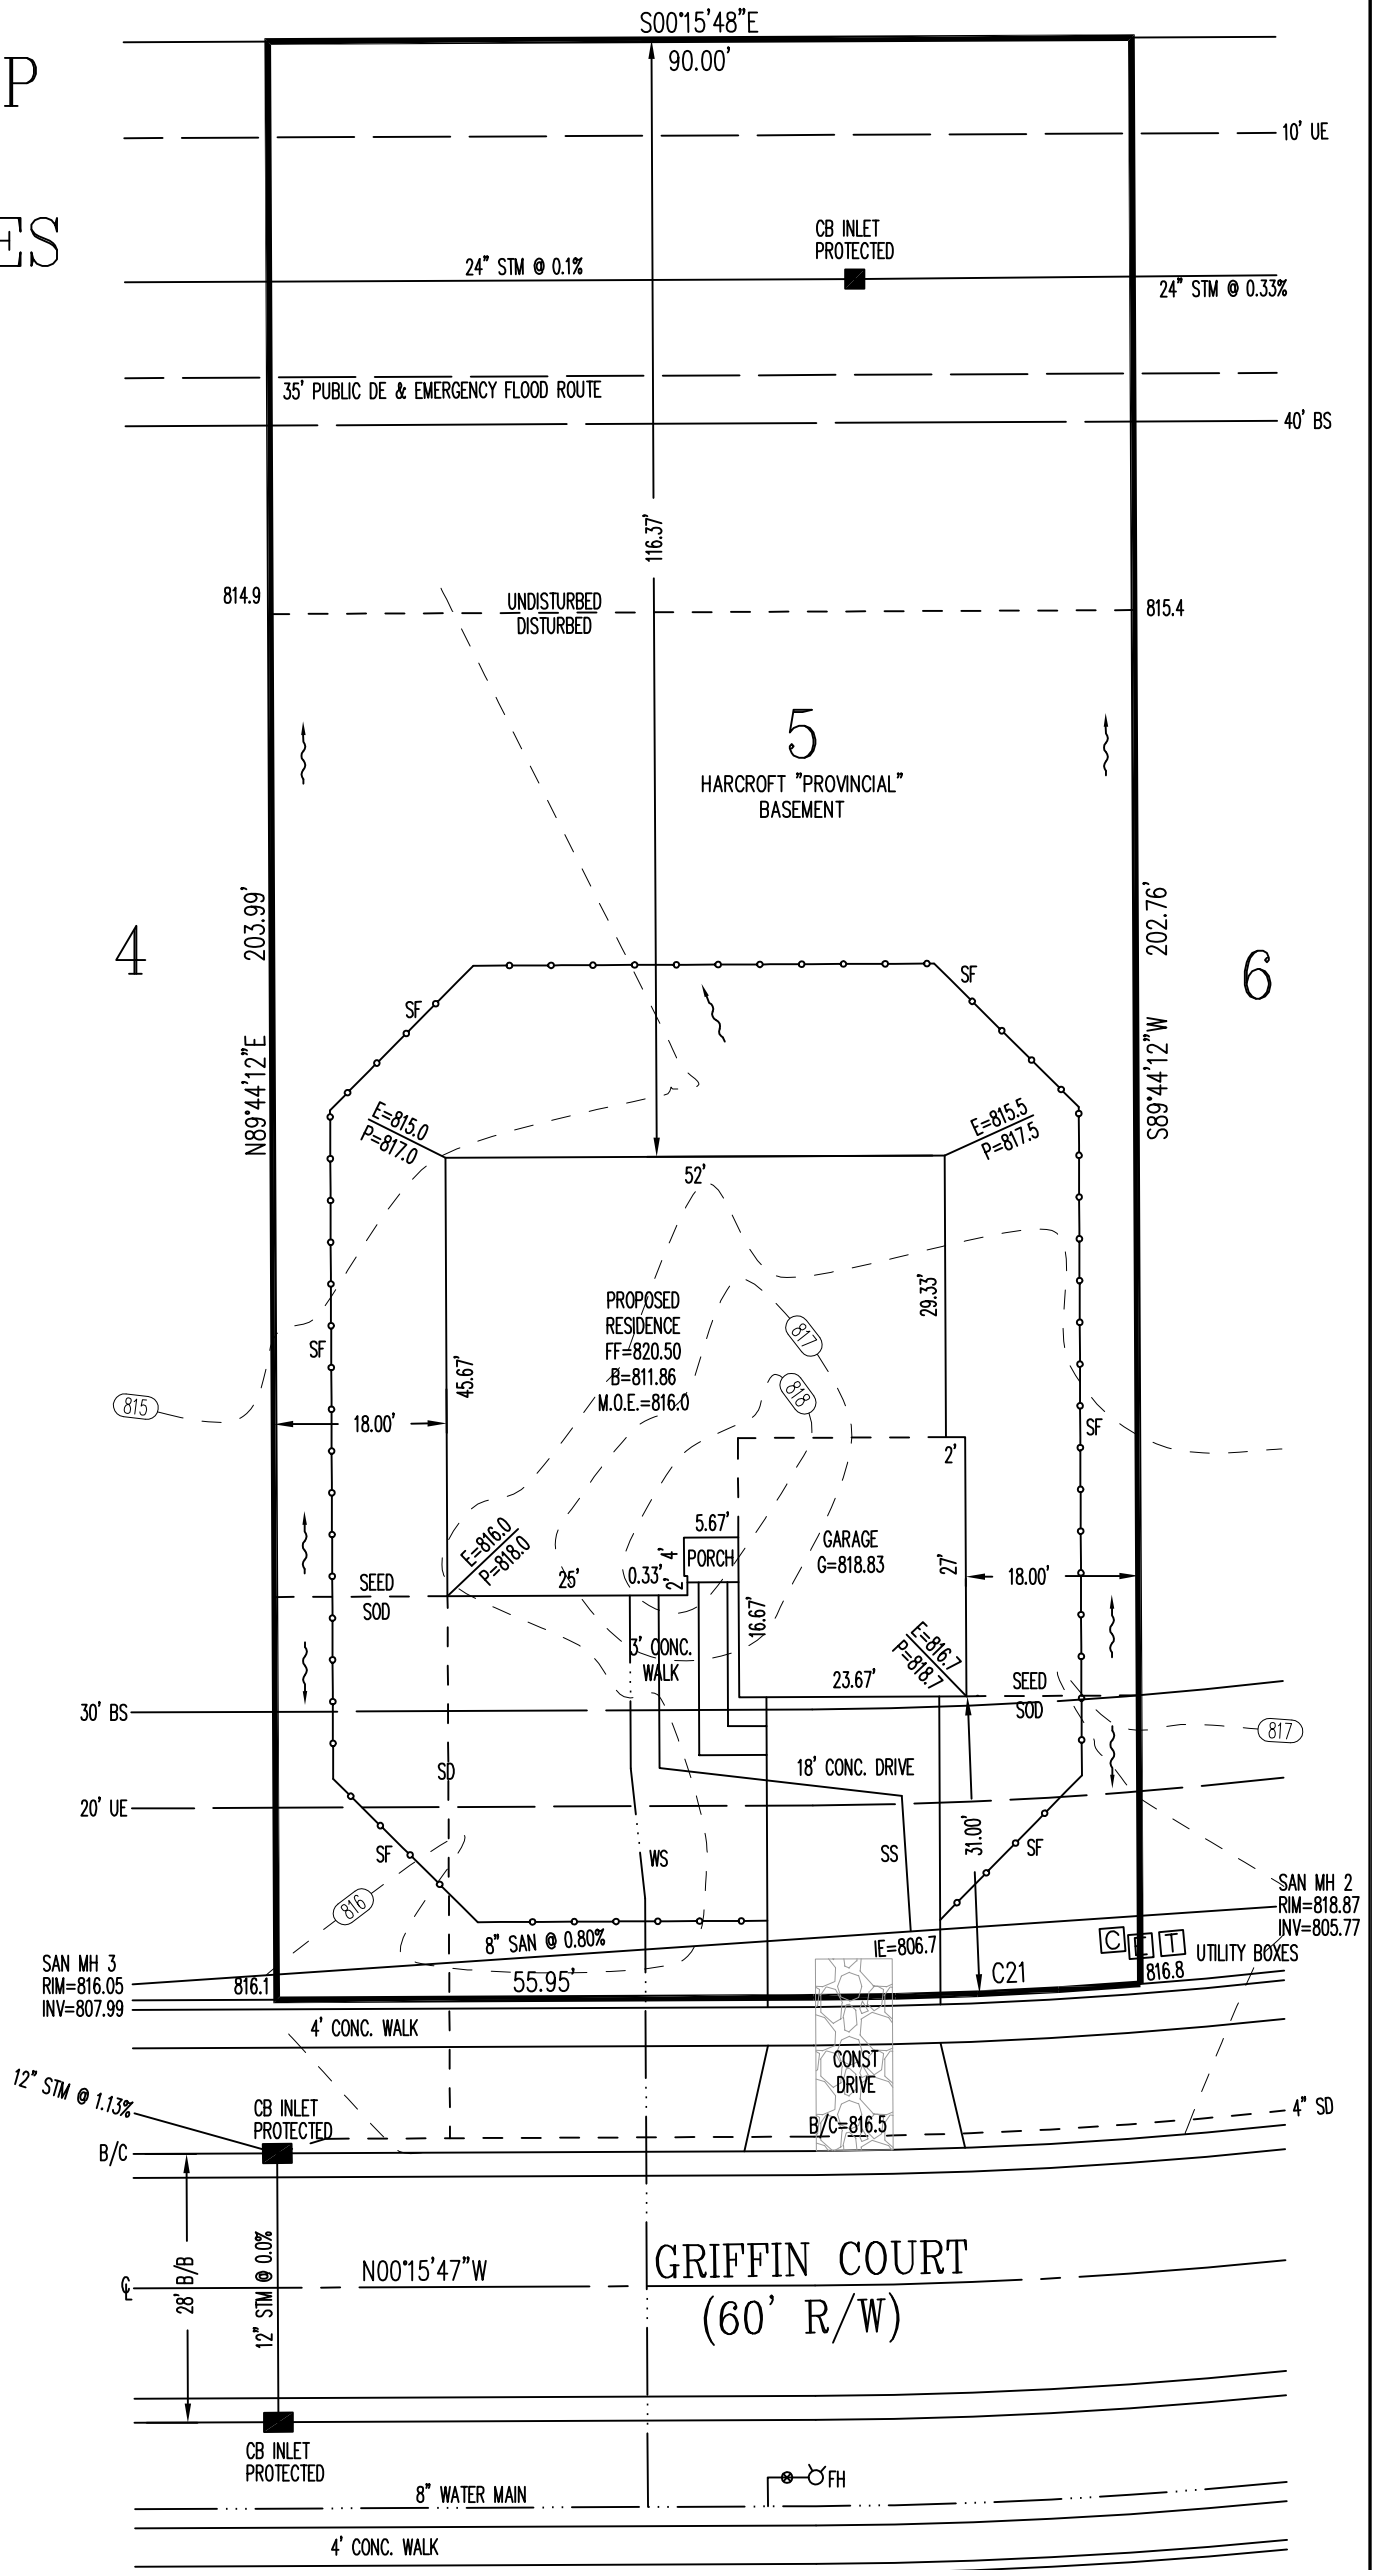 S00°15'48"E
90.00'
P
10' UE
ES
CB INLET
PROTECTED
24" STM @ 0.1%
24" STM @ 0.33%
35' PUBLIC DE & EMERGENCY FLOOD ROUTE
40' BS
116.37'
814.9
UNDISTURBED
DISTURBED
815.4
5
HARCROFT "PROVINCIAL"
BASEMENT
203.99'
N89°44'12"E
202.76'
S89°44'12"W
4
6
SF
SF
E=815.0
P=817.0
E=815.5
P=817.5
52'
29.33'
PROPOSED
RESIDENCE
FF=820.50
B=811.86
M.O.E.=816.0
817
818
SF
45.67'
815
18.00'
SF
2'
5.67'
PORCH
4'
2'
0.33'
25'
GARAGE
G=818.83
27'
18.00'
E=816.0
P=818.0
SEED
SOD
16.67'
3' CONC.
WALK
E=816.7
P=818.7
23.67'
SEED
SOD
30' BS
817
18' CONC. DRIVE
SD
20' UE
31.00'
SF
WS
SS
SF
816
SAN MH 2
RIM=818.87
INV=805.77
8" SAN @ 0.80%
IE=806.7
C
E
T
UTILITY BOXES
SAN MH 3
RIM=816.05
INV=807.99
816.1
55.95'
C21
816.8
4' CONC. WALK
CONST
DRIVE
12" STM @ 1.13%
CB INLET
PROTECTED
B/C=816.5
4" SD
B/C
28' B/B
12" STM @ 0.0%
N00°15'47"W
GRIFFIN COURT
(60' R/W)
℄
CB INLET
PROTECTED
FH
8" WATER MAIN
4' CONC. WALK